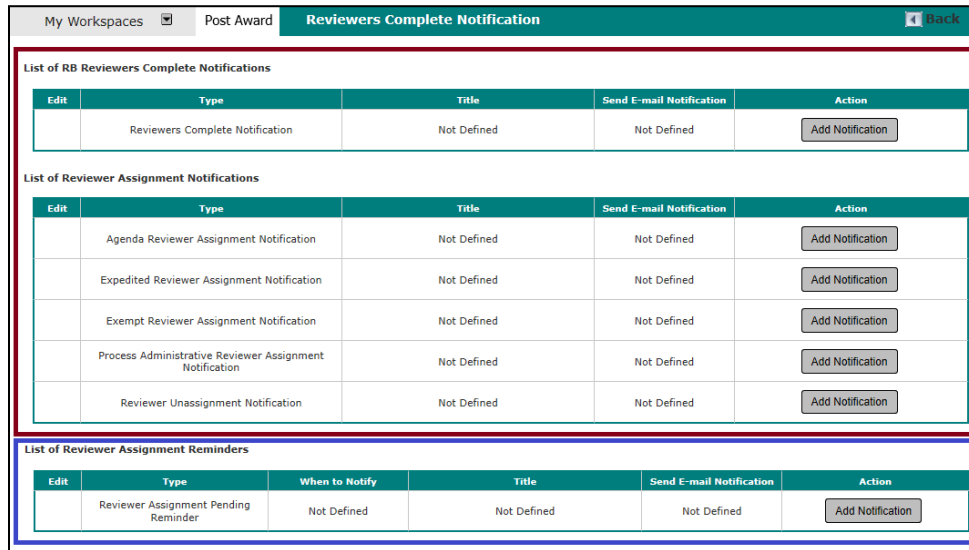 My Workspaces Post Award Reviewers Complete Notification Back
List of RB Reviewers Complete Notifications
Edit Type Title Send E-mail Notification Action
Reviewers Complete Notification Not Defined Not Defined Add Notification
List of Reviewer Assignment Notifications
Edit Type Title Send E-mail Notification Action
Agenda Reviewer Assignment Notification Not Defined Not Defined Add Notification
Expedited Reviewer Assignment Notification Not Defined Not Defined Add Notification
Exempt Reviewer Assignment Notification Not Defined Not Defined Add Notification
Process Administrative Reviewer Assignment
Notification Not Defined Not Defined Add Notification
Reviewer Unassignment Notification Not Defined Not Defined Add Notification
List of Reviewer Assignment Reminders
Edit Type When to Notify Title Send E-mail Notification Action
Reviewer Assignment Pending
Reminder Not Defined Not Defined Not Defined Add Notification